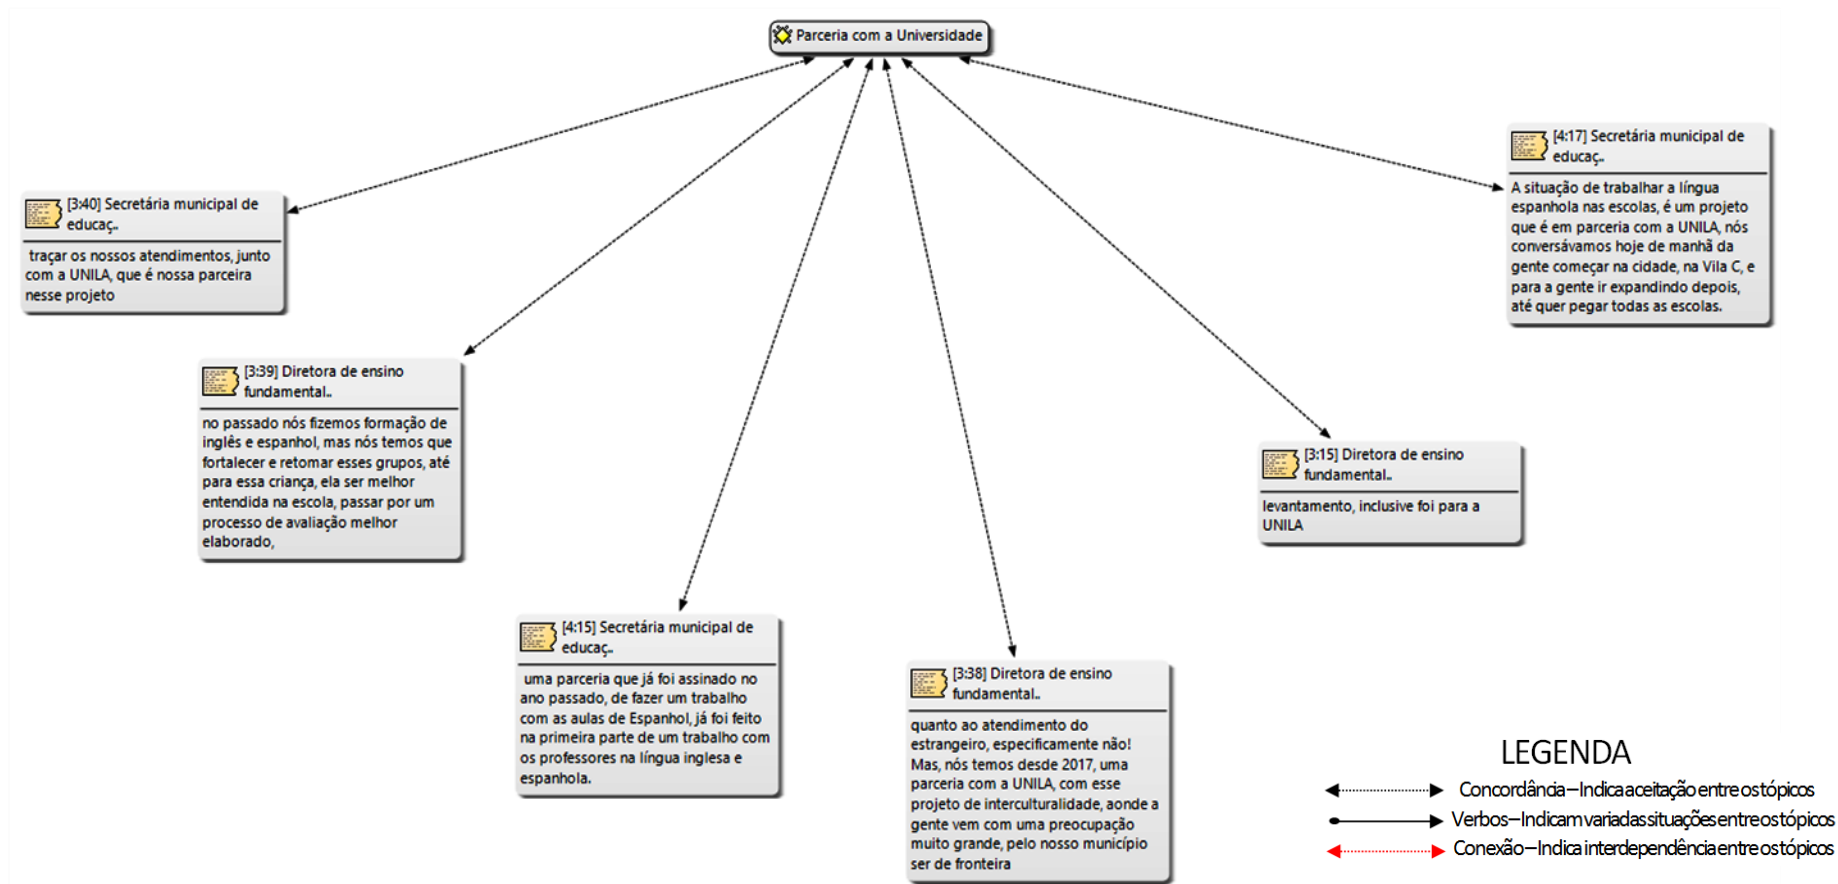 Parceria com a Universidade
[4:17] Secretária municipal de
educaç..
A situação de trabalhar a língua
espanhola nas escolas, é um projeto
que é em parceria com a UNILA, nós
conversávamos hoje de manhã da
gente começar na cidade, na Vila C, e
para a gente ir expandindo depois,
até quer pegar todas as escolas.
[3:40] Secretária municipal de
educaç..
traçar os nossos atendimentos, junto
com a UNILA, que é nossa parceira
nesse projeto
[3:39] Diretora de ensino
fundamental..
no passado nós fizemos formação de
inglês e espanhol, mas nós temos que
fortalecer e retomar esses grupos, até
para essa criança, ela ser melhor
entendida na escola, passar por um
processo de avaliação melhor
elaborado,
[3:15] Diretora de ensino
fundamental..
levantamento, inclusive foi para a
UNILA
[4:15] Secretária municipal de
educaç..
uma parceria que já foi assinado no
ano passado, de fazer um trabalho
com as aulas de Espanhol, já foi feito
na primeira parte de um trabalho com
os professores na língua inglesa e
espanhola.
[3:38] Diretora de ensino
fundamental..
quanto ao atendimento do
estrangeiro, especificamente não!
Mas, nós temos desde 2017, uma
parceria com a UNILA, com esse
projeto de interculturalidade, aonde a
gente vem com uma preocupação
muito grande, pelo nosso município
ser de fronteira
LEGENDA
Concordância – Indica aceitação entre os tópicos
Verbos – Indicam variadas situações entre os tópicos
Conexão – Indica interdependência entre os tópicos